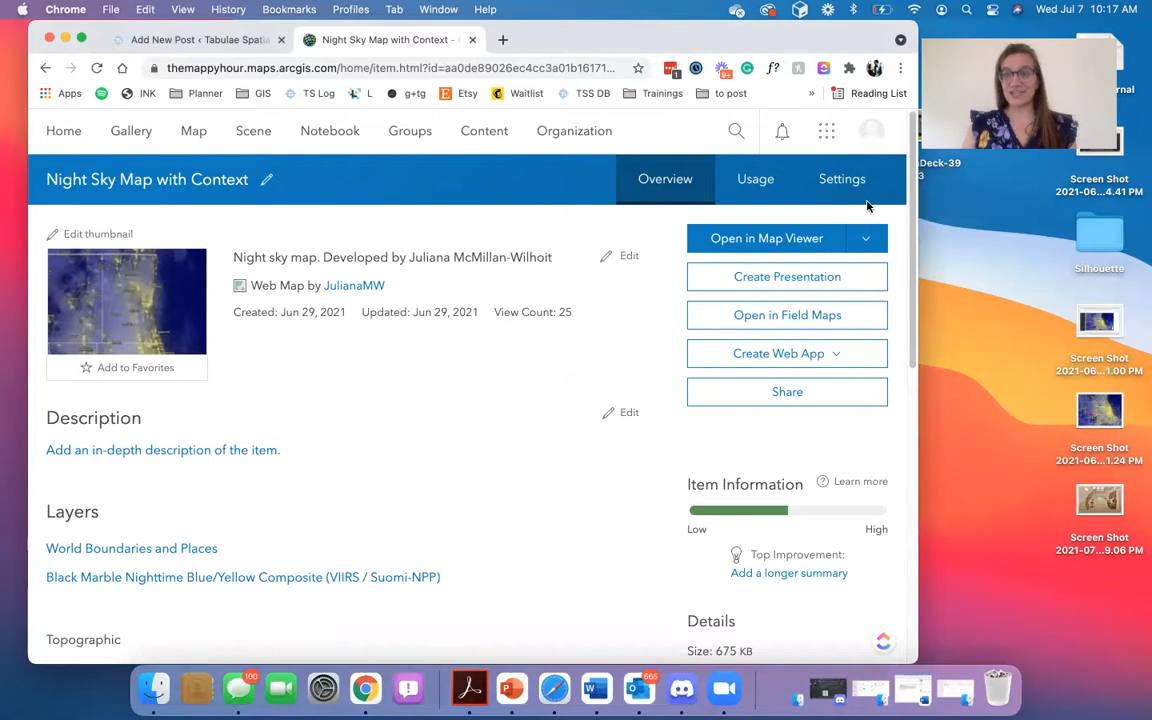 Chrome File Edit View History Bookmarks Profiles Tab Window Help Wed Jul 7 10:17 AM
Add New Post ‹ Tabulae Spatia Night Sky Map with Context -
themappyhour.maps.arcgis.com/home/item.html?id=aa0de89026ec4cc3a01b16171... 1 9+ f?
Apps INK Planner GIS TS Log L g+tg Etsy Waitlist TSS DB Trainings to post » Reading List
Home Gallery Map Scene Notebook Groups Content Organization
Night Sky Map with Context Overview Usage Settings
Edit thumbnail
Night sky map. Developed by Juliana McMillan-Wilhoit Edit
Web Map by JulianaMW
Created: Jun 29, 2021 Updated: Jun 29, 2021 View Count: 25
Add to Favorites
Open in Map Viewer
Create Presentation
Open in Field Maps
Create Web App
Share
Description Edit
Add an in-depth description of the item.
Layers
World Boundaries and Places
Black Marble Nighttime Blue/Yellow Composite (VIIRS / Suomi-NPP)
Topographic
Item Information Learn more
Low High
Top Improvement:
Add a longer summary
Details
Size: 675 KB
Deck-39
3
Screen Shot
2021-06...4.41 PM
Silhouette
Screen Shot
2021-06...1.00 PM
Screen Shot
2021-06...1.24 PM
Screen Shot
2021-07...9.06 PM
100
665